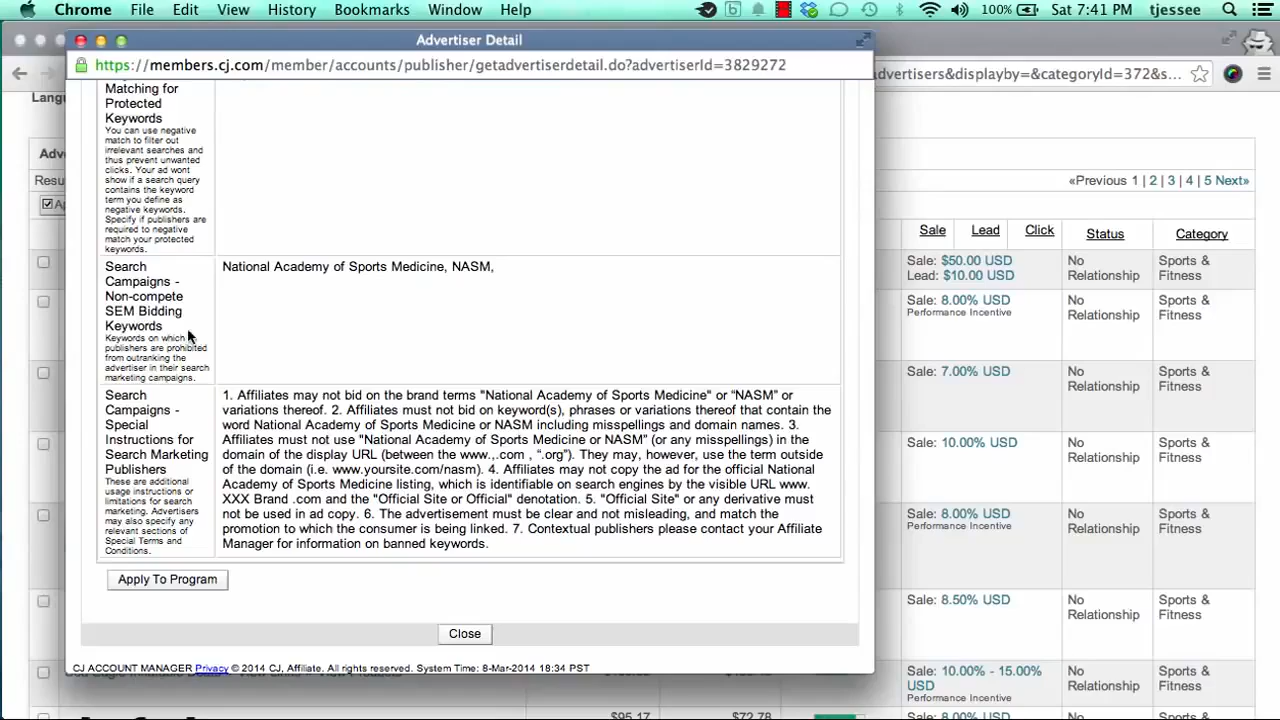 Chrome File Edit View History Bookmarks Window Help 100% Sat 7:41 PM tjessee
Advertiser Detail
https://members.cj.com/member/accounts/publisher/getadvertiserdetail.do?advertiserId=3829272
advertisers&displayby=&categoryId=372&s...
Langu
Matching for
Protected
Keywords
You can use negative
match to filter out
irrelevant searches and
thus prevent unwanted
clicks. Your ad wont
show if a search query
contains the keyword
term you define as
negative keywords.
Specify if publishers are
required to negative
match your protected
keywords.
Search
Campaigns -
Non-compete
SEM Bidding
Keywords
Keywords on which
publishers are prohibited
from outranking the
advertiser in their search
marketing campaigns.
National Academy of Sports Medicine, NASM,
Search
Campaigns -
Special
Instructions for
Search Marketing
Publishers
These are additional
usage instructions or
limitations for search
marketing. Advertisers
may also specify any
relevant sections of
Special Terms and
Conditions.
1. Affiliates may not bid on the brand terms "National Academy of Sports Medicine" or “NASM” or
variations thereof. 2. Affiliates must not bid on keyword(s), phrases or variations thereof that contain the
word National Academy of Sports Medicine or NASM including misspellings and domain names. 3.
Affiliates must not use "National Academy of Sports Medicine or NASM” (or any misspellings) in the
domain of the display URL (between the www.,.com , “.org”). They may, however, use the term outside
of the domain (i.e. www.yoursite.com/nasm). 4. Affiliates may not copy the ad for the official National
Academy of Sports Medicine listing, which is identifiable on search engines by the visible URL www.
XXX Brand .com and the "Official Site or Official" denotation. 5. "Official Site" or any derivative must
not be used in ad copy. 6. The advertisement must be clear and not misleading, and match the
promotion to which the consumer is being linked. 7. Contextual publishers please contact your Affiliate
Manager for information on banned keywords.
Apply To Program
Close
CJ ACCOUNT MANAGER Privacy © 2014 CJ, Affiliate. All rights reserved. System Time: 8-Mar-2014 18:34 PST
Adv
Resu
Ap
«Previous 1 | 2 | 3 | 4 | 5 Next»
Sale Lead Click Status Category
Sale: $50.00 USD
Lead: $10.00 USD
No
Relationship
Sports &
Fitness
Sale: 8.00% USD
Performance Incentive
No
Relationship
Sports &
Fitness
Sale: 7.00% USD
No
Relationship
Sports &
Fitness
Sale: 10.00% USD
No
Relationship
Sports &
Fitness
Sale: 8.00% USD
Performance Incentive
No
Relationship
Sports &
Fitness
Sale: 8.50% USD
No
Relationship
Sports &
Fitness
Sale: 10.00% - 15.00%
USD
Performance Incentive
No
Relationship
Sports &
Fitness
$95.17 $72.78 Sale: 8.00% USD No Sports &